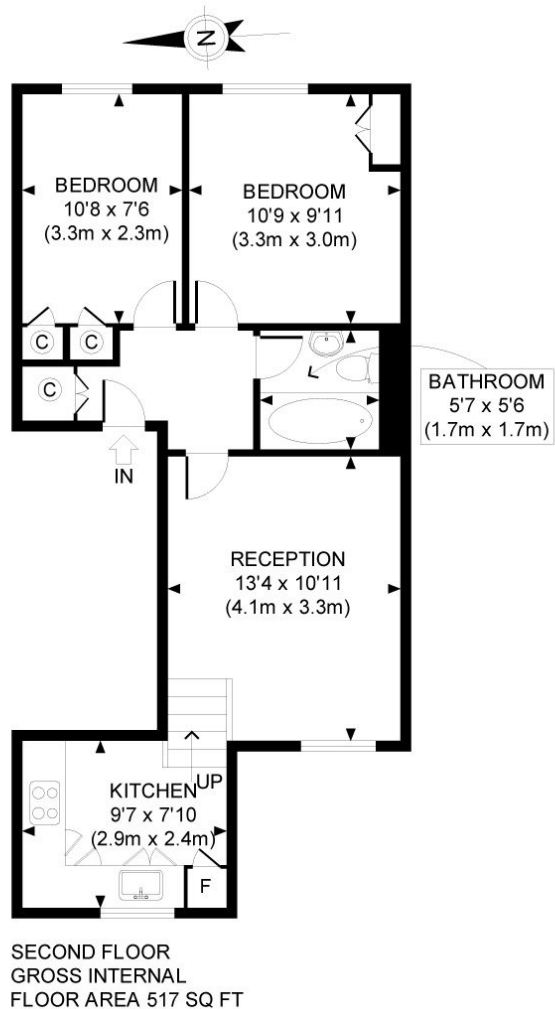 N
BEDROOM
10'8 x 7'6
(3.3m x 2.3m)
BEDROOM
10'9 x 9'11
(3.3m x 3.0m)
C
C
C
IN
BATHROOM
5'7 x 5'6
(1.7m x 1.7m)
RECEPTION
13'4 x 10'11
(4.1m x 3.3m)
UP
KITCHEN
9'7 x 7'10
(2.9m x 2.4m)
F
SECOND FLOOR
GROSS INTERNAL
FLOOR AREA 517 SQ FT